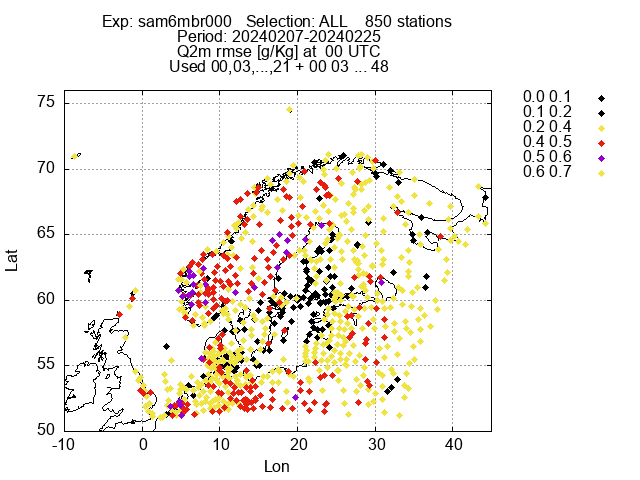 Exp: sam6mbr000 Selection: ALL 850 stations
Period: 20240207-20240225
Q2m rmse [g/Kg] at 00 UTC
Used 00,03,...,21 + 00 03 ... 48
0.0 0.1
0.1 0.2
0.2 0.4
0.4 0.5
0.5 0.6
0.6 0.7
75
70
65
60
55
50
Lat
-10 0 10 20 30 40
Lon